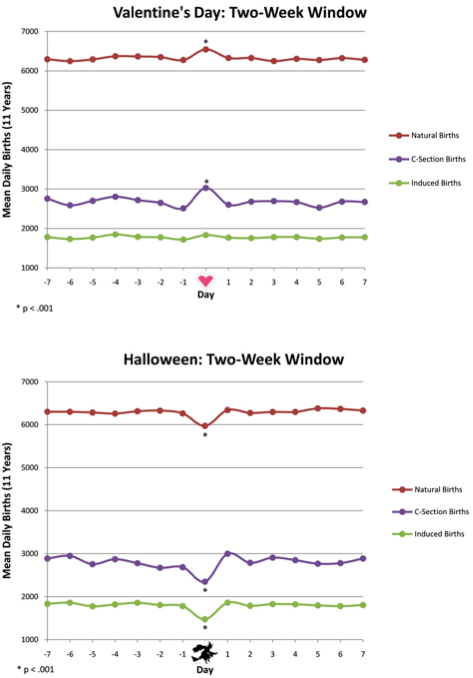 Valentine's Day: Two-Week Window
7000
6000
5000
4000
3000
2000
1000
Mean Daily Births (11 Years)
*
*
Natural Births
C-Section Births
Induced Births
-7 -6 -5 -4 -3 -2 -1 1 2 3 4 5 6 7
Day
* p < .001
Halloween: Two-Week Window
7000
6000
5000
4000
3000
2000
1000
Mean Daily Births (11 Years)
*
*
*
Natural Births
C-Section Births
Induced Births
-7 -6 -5 -4 -3 -2 -1 1 2 3 4 5 6 7
Day
* p < .001